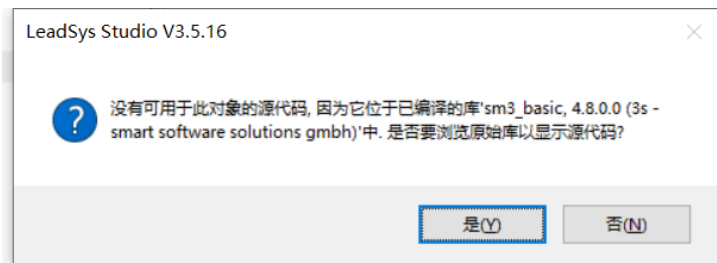 LeadSys Studio V3.5.16
没有可用于此对象的源代码, 因为它位于已编译的库'sm3_basic, 4.8.0.0 (3s -
smart software solutions gmbh)'中. 是否要浏览原始库以显示源代码?
是(Y)
否(N)